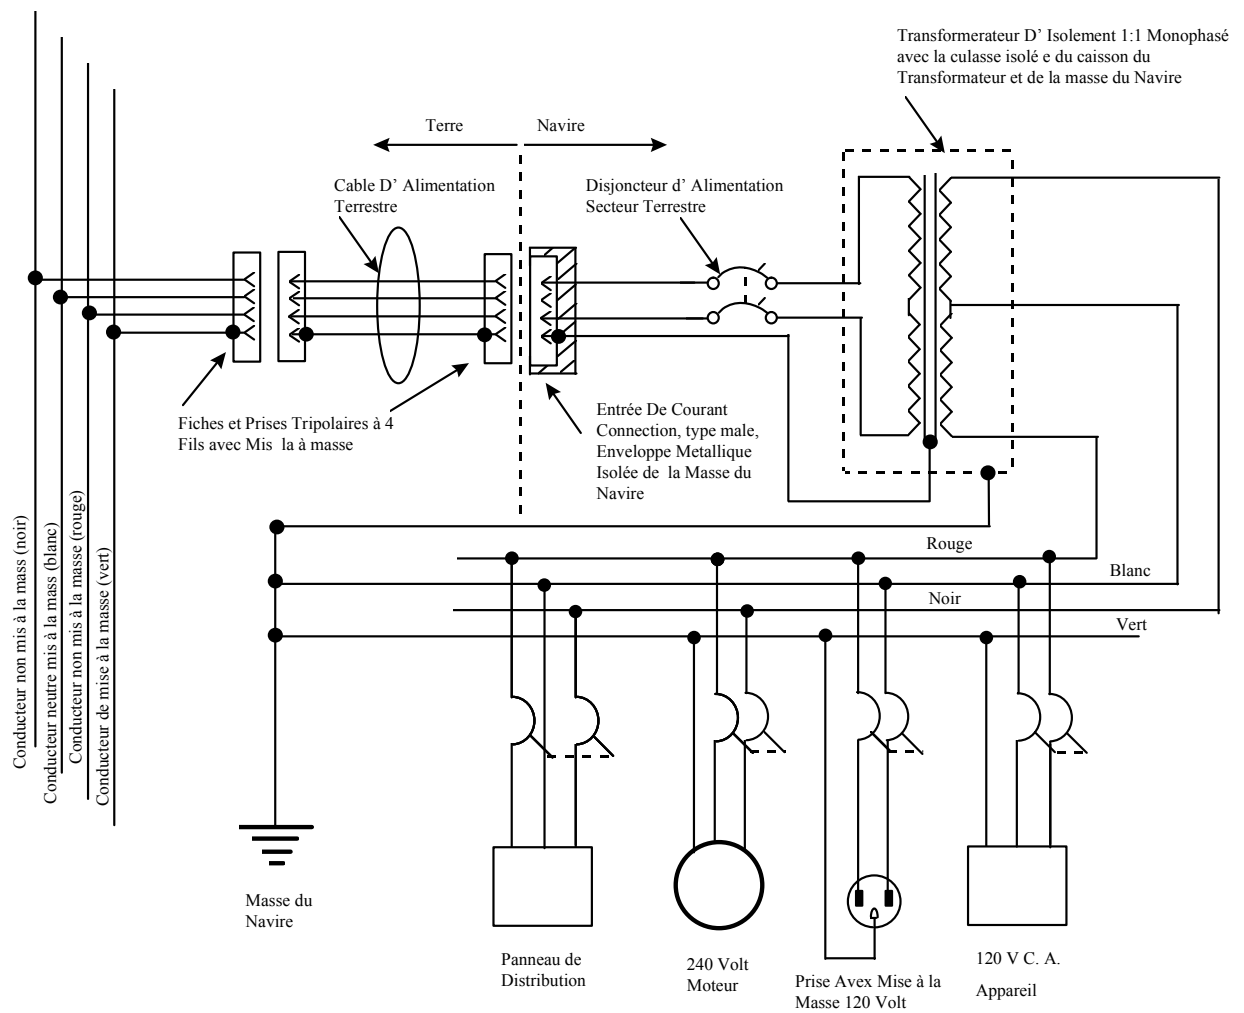 Transformerateur D’ Isolement 1:1 Monophasé
avec la culasse isolé e du caisson du
Transformateur et de la masse du Navire
Terre
Navire
Cable D’ Alimentation
Terrestre
Disjoncteur d’ Alimentation
Secteur Terrestre
Fiches et Prises Tripolaires à 4
Fils avec Mis la à masse
Entrée De Courant
Connection, type male,
Enveloppe Metallique
Isolée de la Masse du
Navire
Conducteur non mis à la mass (noir)
Conducteur neutre mis à la mass (blanc)
Conducteur non mis à la masse (rouge)
Conducteur de mise à la masse (vert)
Rouge
Blanc
Noir
Vert
Masse du
Navire
Panneau de
Distribution
240 Volt
Moteur
Prise Avex Mise à la
Masse 120 Volt
120 V C. A.
Appareil